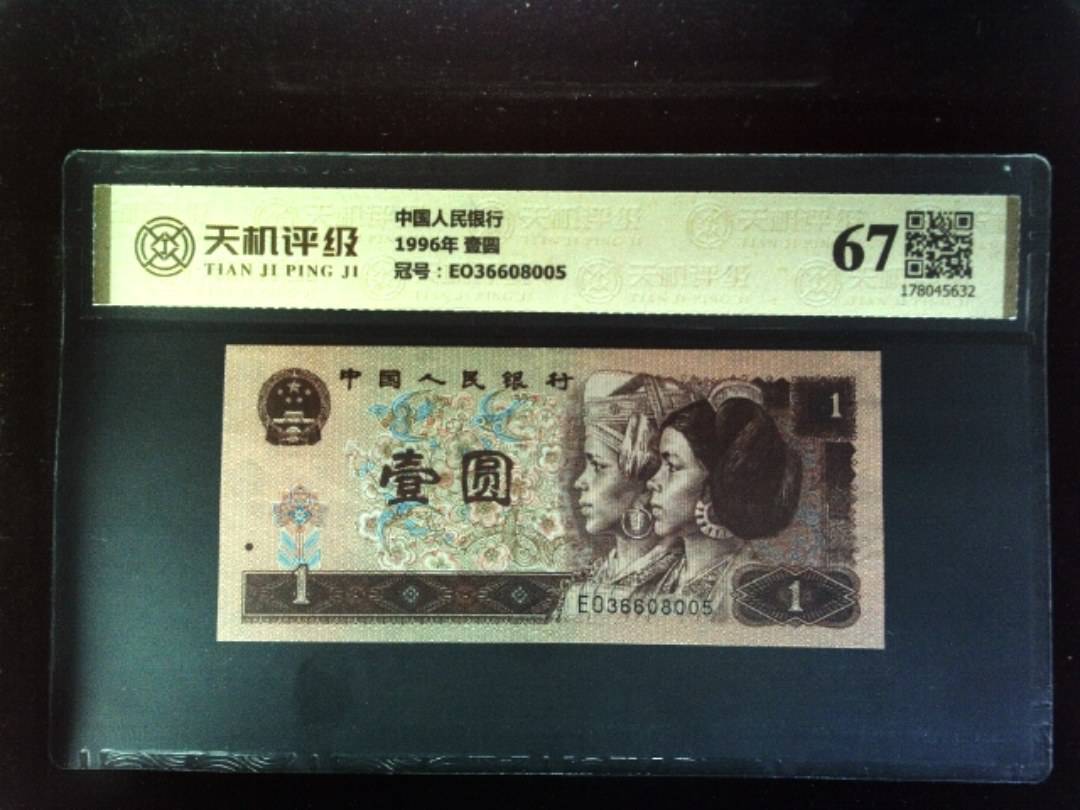 天机评级
TIAN JI PING JI
中国人民银行
1996年 壹圆
冠号：EO36608005
67
178045632
中国人民银行
1
壹圆
1
EO36608005
1